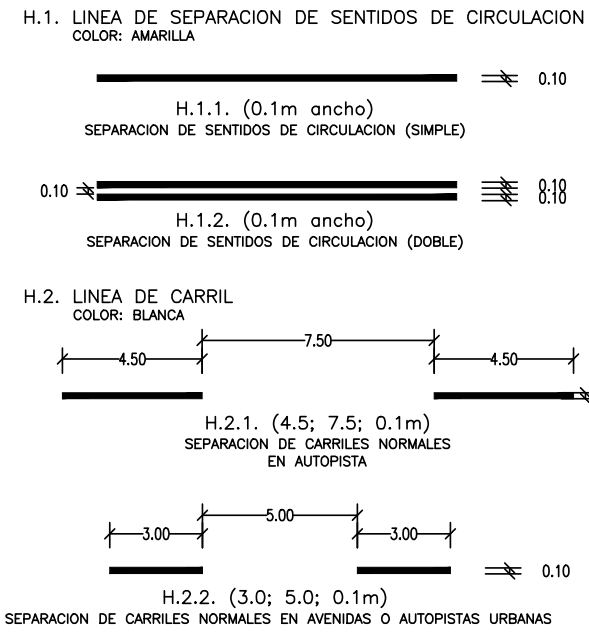 H.1. LINEA DE SEPARACION DE SENTIDOS DE CIRCULACION
COLOR: AMARILLA
0.10
H.1.1. (0.1m ancho)
SEPARACION DE SENTIDOS DE CIRCULACION (SIMPLE)
0.10
0.10
0.10
H.1.2. (0.1m ancho)
SEPARACION DE SENTIDOS DE CIRCULACION (DOBLE)
H.2. LINEA DE CARRIL
COLOR: BLANCA
7.50
4.50
4.50
H.2.1. (4.5; 7.5; 0.1m)
SEPARACION DE CARRILES NORMALES
EN AUTOPISTA
5.00
3.00
3.00
0.10
H.2.2. (3.0; 5.0; 0.1m)
SEPARACION DE CARRILES NORMALES EN AVENIDAS O AUTOPISTAS URBANAS